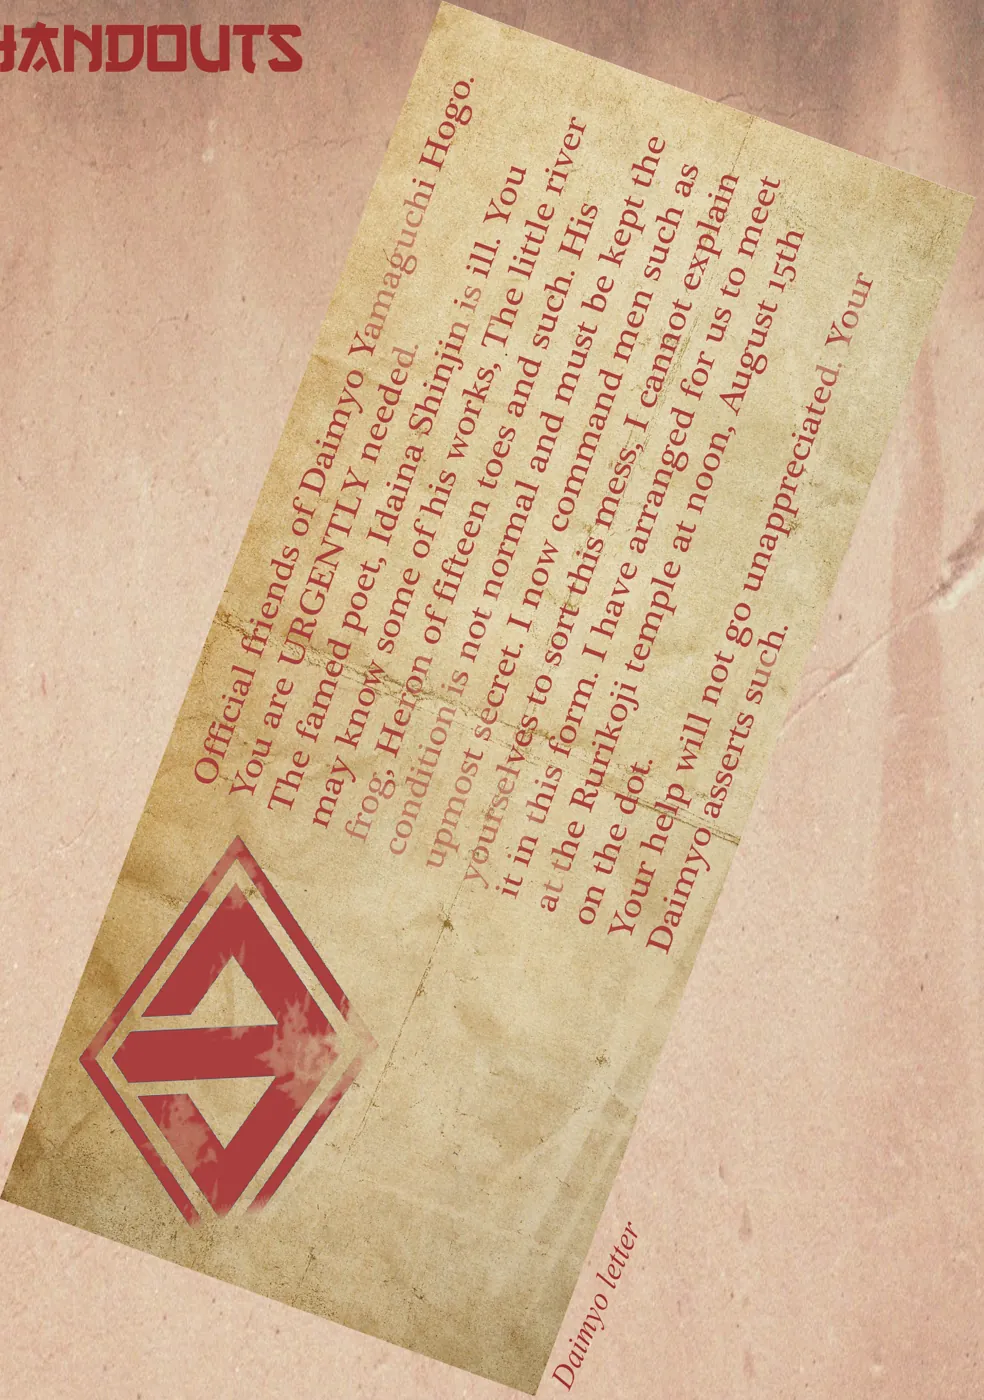 HANDOUTS
Official friends of Daimyo Yamaguchi Hogo.
You are URGENTLY needed.
The famed poet, Idaina Shinjin is ill. You
may know some of his works, The little river
frog, Heron of fifteen toes and such. His
condition is not normal and must be kept the
upmost secret. I now command men such as
yourselves to sort this mess, I cannot explain
it in this form. I have arranged for us to meet
at the Rurikoji temple at noon, August 15th
on the dot.
Your help will not go unappreciated, Your
Daimyo asserts such.
Daimyo letter